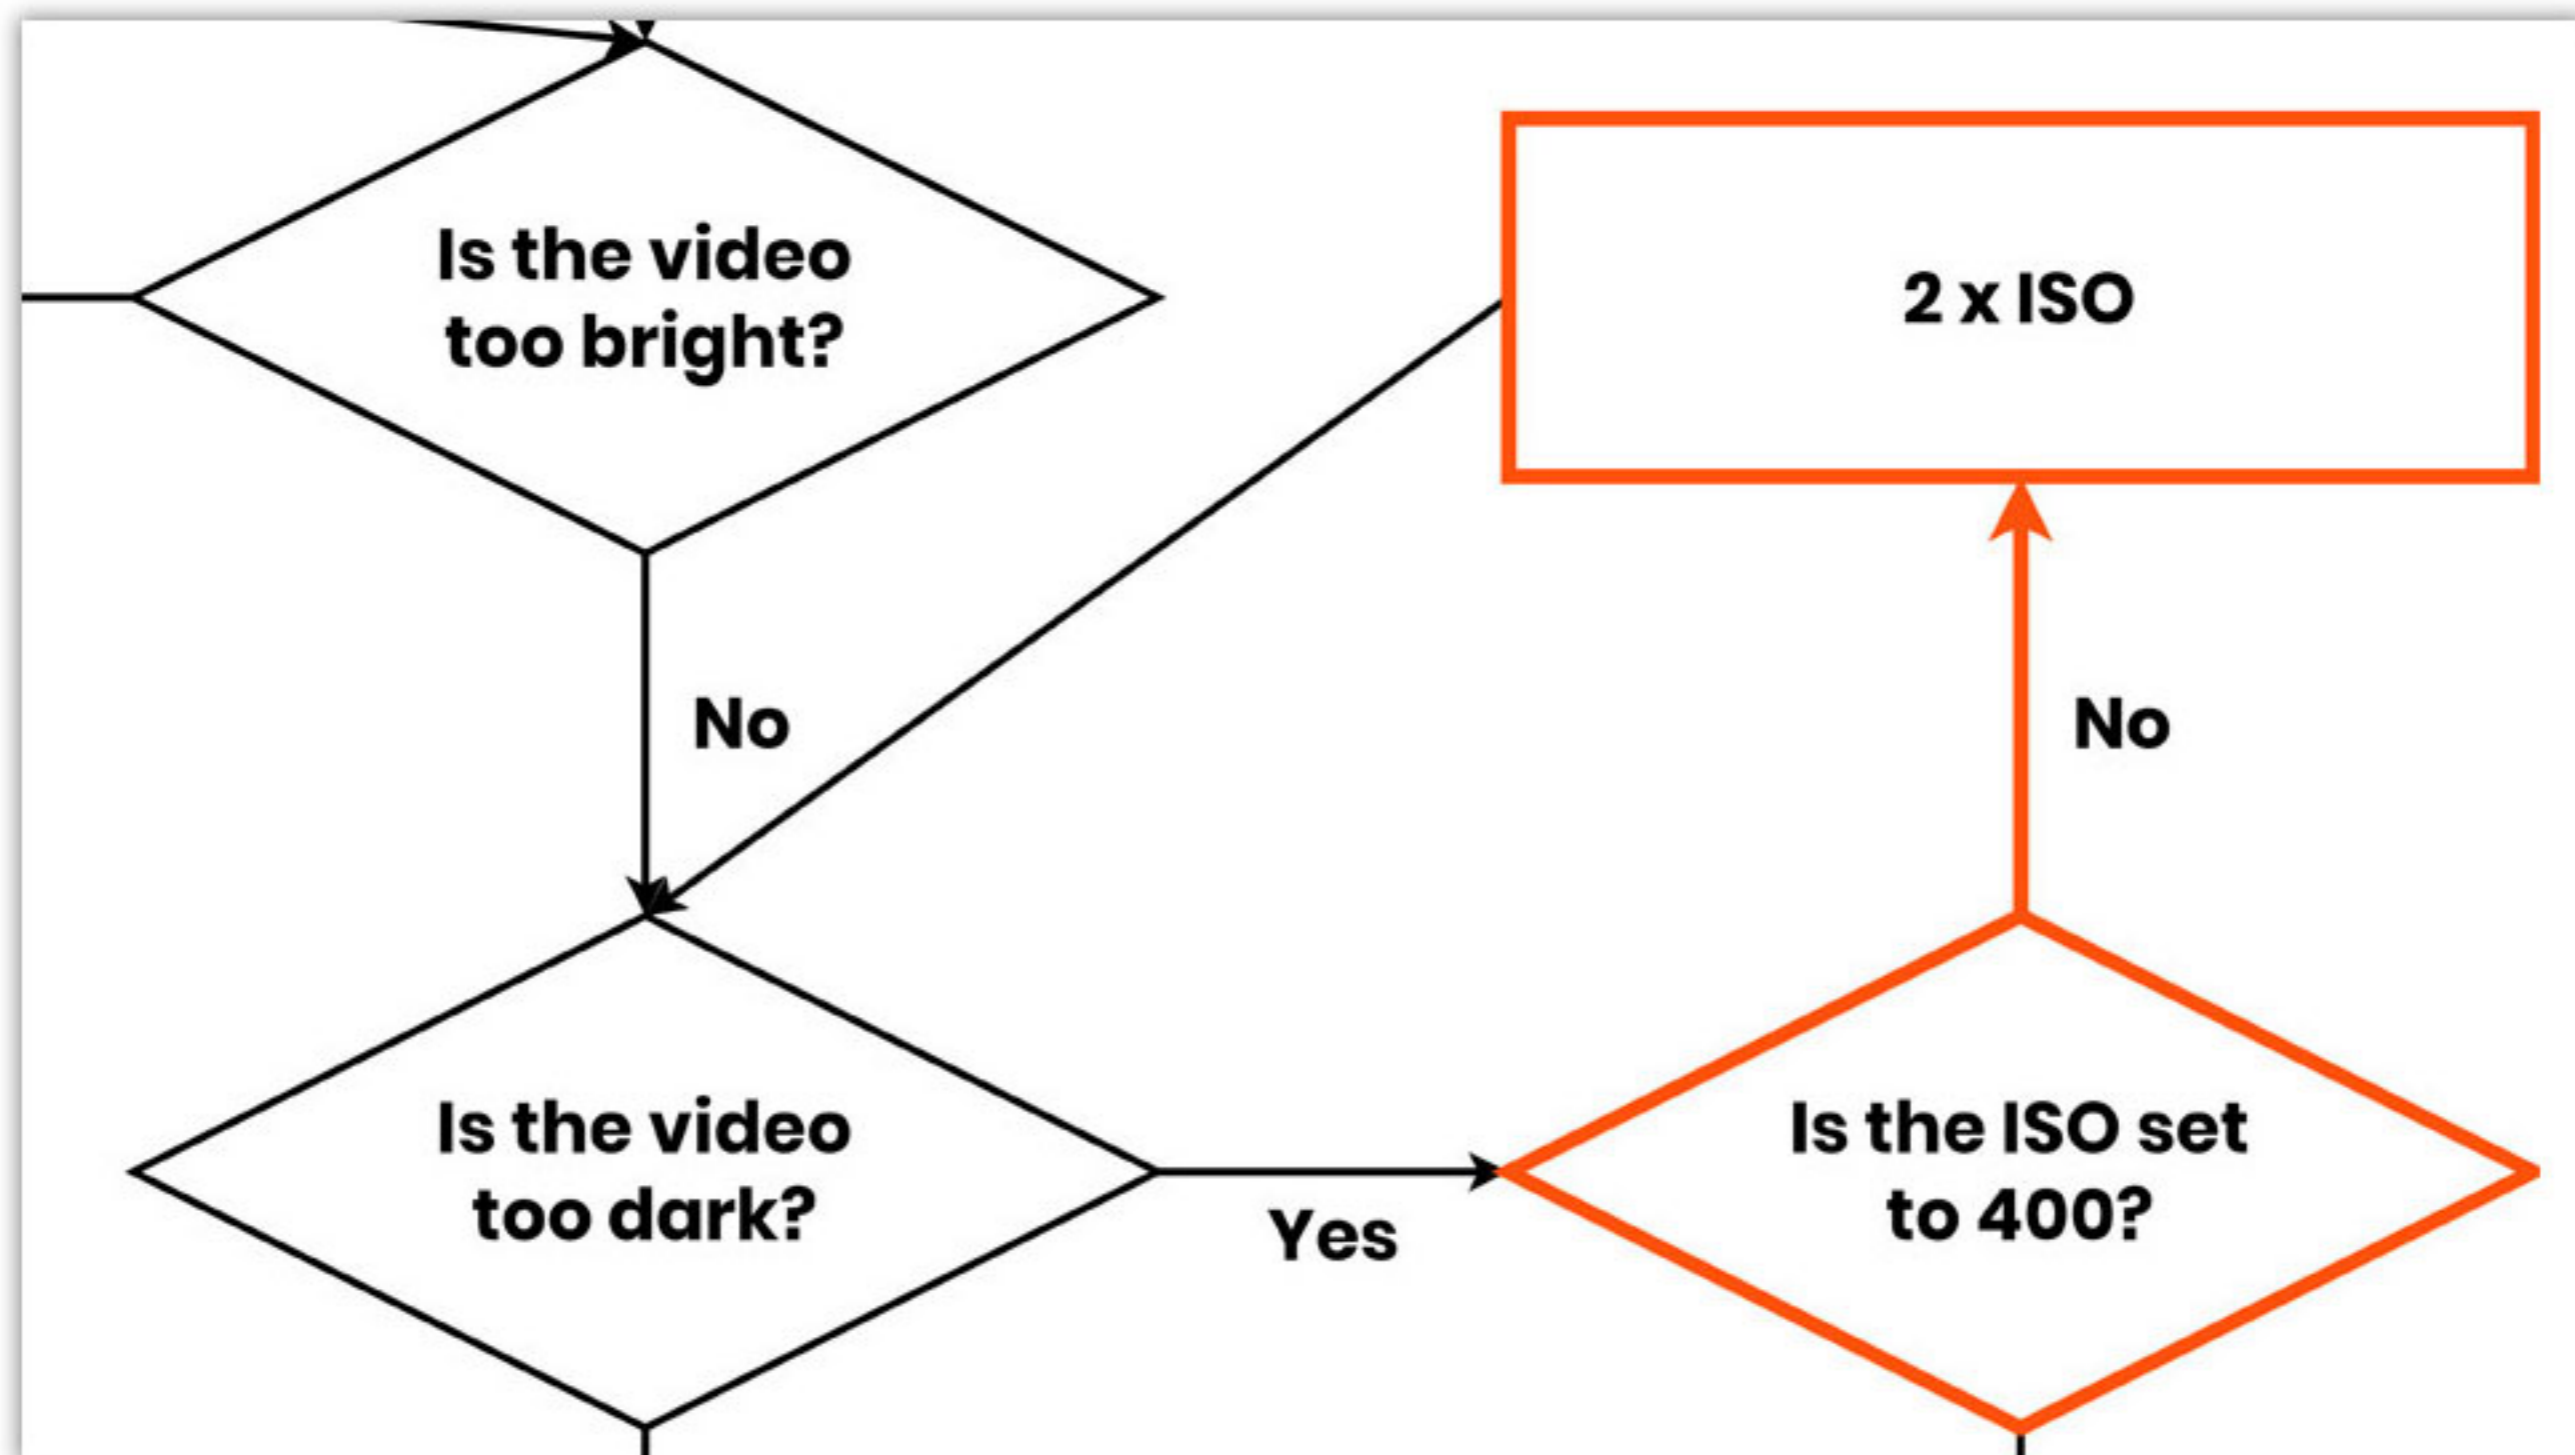 Is the video
too bright?
2 x ISO
No
No
Is the video
too dark?
Yes
Is the ISO set
to 400?